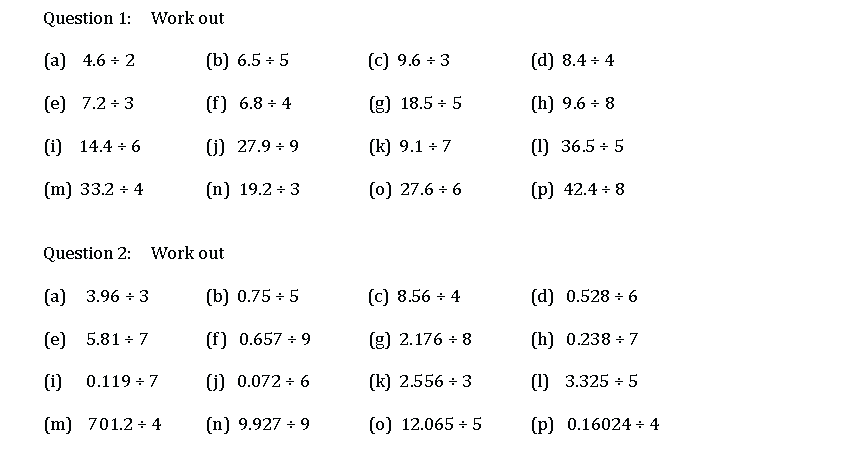 Question 1: Work out
(a) 4.6 ÷ 2 (b) 6.5 ÷ 5 (c) 9.6 ÷ 3 (d) 8.4 ÷ 4
(e) 7.2 ÷ 3 (f) 6.8 ÷ 4 (g) 18.5 ÷ 5 (h) 9.6 ÷ 8
(i) 14.4 ÷ 6 (j) 27.9 ÷ 9 (k) 9.1 ÷ 7 (l) 36.5 ÷ 5
(m) 33.2 ÷ 4 (n) 19.2 ÷ 3 (o) 27.6 ÷ 6 (p) 42.4 ÷ 8
Question 2: Work out
(a) 3.96 ÷ 3 (b) 0.75 ÷ 5 (c) 8.56 ÷ 4 (d) 0.528 ÷ 6
(e) 5.81 ÷ 7 (f) 0.657 ÷ 9 (g) 2.176 ÷ 8 (h) 0.238 ÷ 7
(i) 0.119 ÷ 7 (j) 0.072 ÷ 6 (k) 2.556 ÷ 3 (l) 3.325 ÷ 5
(m) 701.2 ÷ 4 (n) 9.927 ÷ 9 (o) 12.065 ÷ 5 (p) 0.16024 ÷ 4